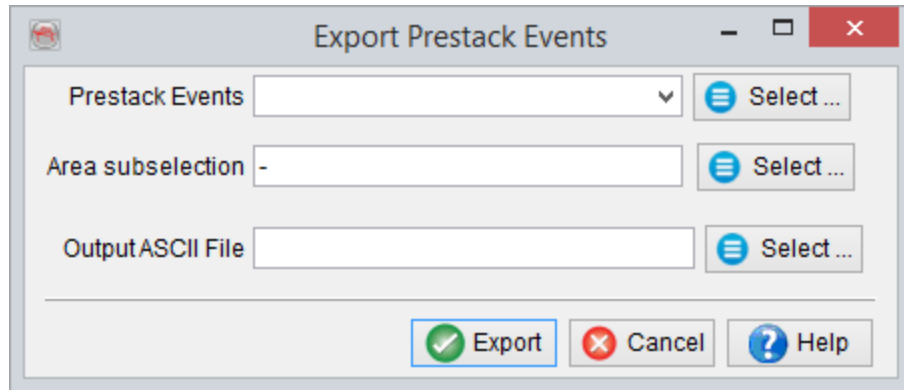 Export Prestack Events
Prestack Events Select ...
Area subselection - Select ...
Output ASCII File Select ...
Export Cancel Help